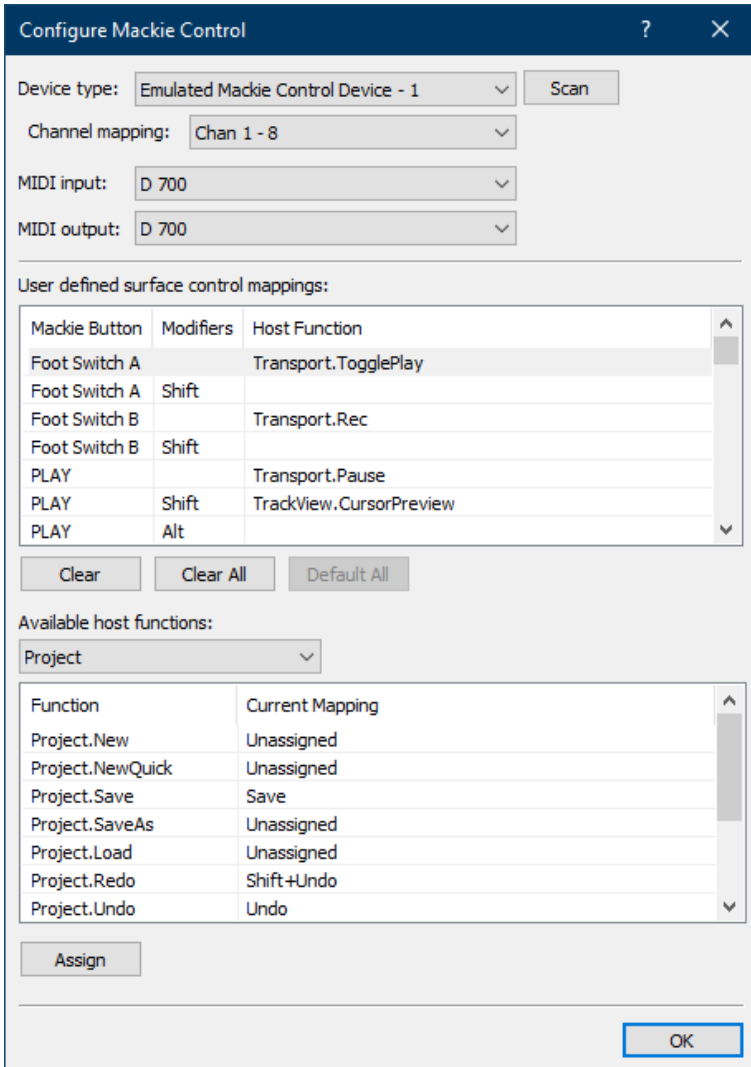 Configure Mackie Control ?
Device type: Emulated Mackie Control Device - 1 Scan
Channel mapping: Chan 1 - 8
MIDI input: D 700
MIDI output: D 700
User defined surface control mappings:
Mackie Button Modifiers Host Function
Foot Switch A Transport.TogglePlay
Foot Switch A Shift
Foot Switch B Transport.Rec
Foot Switch B Shift
PLAY Transport.Pause
PLAY Shift TrackView.CursorPreview
PLAY Alt
Clear Clear All Default All
Available host functions:
Project
Function Current Mapping
Project.New Unassigned
Project.NewQuick Unassigned
Project.Save Save
Project.SaveAs Unassigned
Project.Load Unassigned
Project.Redo Shift+Undo
Project.Undo Undo
Assign
OK